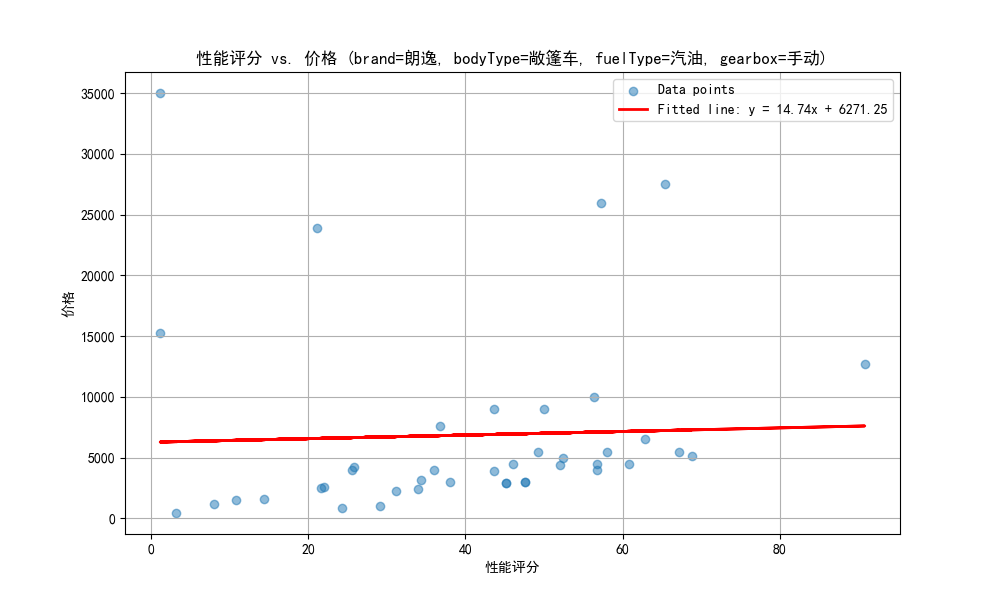 性能评分 vs. 价格 (brand=朗逸, bodyType=敞篷车, fuelType=汽油, gearbox=手动)
Data points
Fitted line: y = 14.74x + 6271.25
35000
30000
25000
20000
15000
10000
5000
0
价格
0 20 40 60 80
性能评分